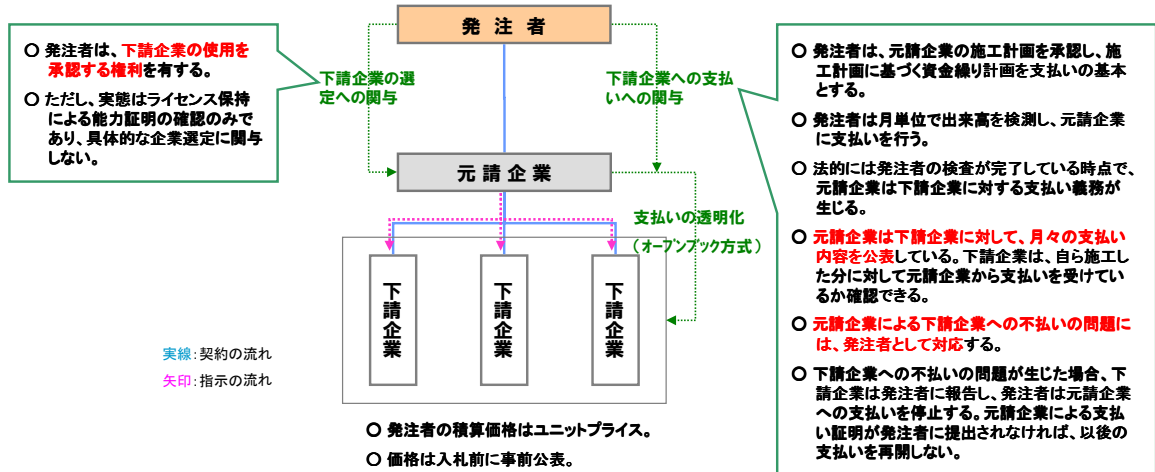 発 注 者
○ 発注者は、下請企業の使用を
承認する権利を有する。
○ ただし、実態はライセンス保持
による能力証明の確認のみで
あり、具体的な企業選定に関与
しない。
下請企業の選
定への関与
下請企業への支払
いへの関与
元 請 企 業
支払いの透明化
（オープンブック方式）
下請企業
下請企業
下請企業
実線：契約の流れ
矢印：指示の流れ
○ 発注者の積算価格はユニットプライス。
○ 価格は入札前に事前公表。
○ 発注者は、元請企業の施工計画を承認し、施
工計画に基づく資金繰り計画を支払いの基本
とする。
○ 発注者は月単位で出来高を検測し、元請企業
に支払いを行う。
○ 法的には発注者の検査が完了している時点で、
元請企業は下請企業に対する支払い義務が
生じる。
○ 元請企業は下請企業に対して、月々の支払い
内容を公表している。下請企業は、自ら施工し
た分に対して元請企業から支払いを受けてい
るか確認できる。
○ 元請企業による下請企業への不払いの問題に
は、発注者として対応する。
○ 下請企業への不払いの問題が生じた場合、下
請企業は発注者に報告し、発注者は元請企業
への支払いを停止する。元請企業による支払
い証明が発注者に提出されなければ、以後の
支払いを再開しない。